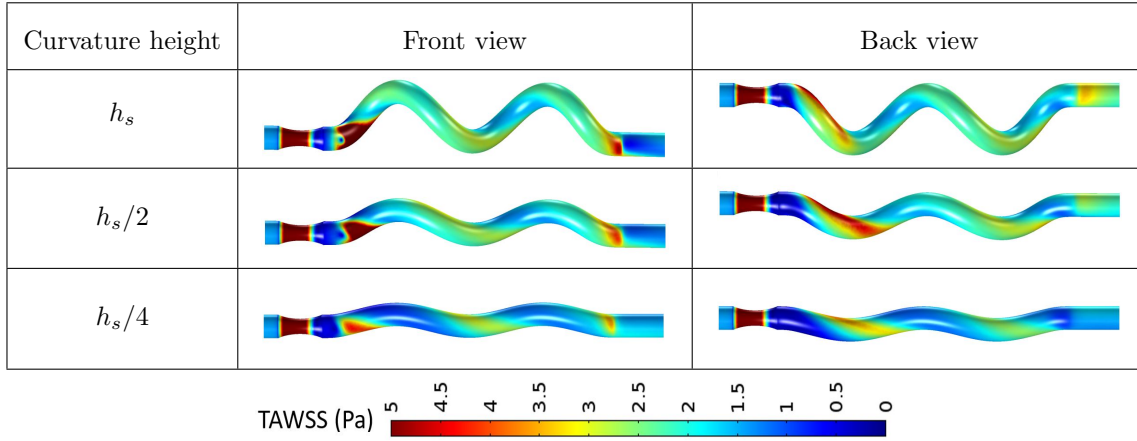 Curvature height Front view Back view
h_s
h_s/2
h_s/4
5 4.5 4 3.5 3 2.5 2 1.5 1 0.5 0
TAWSS (Pa)